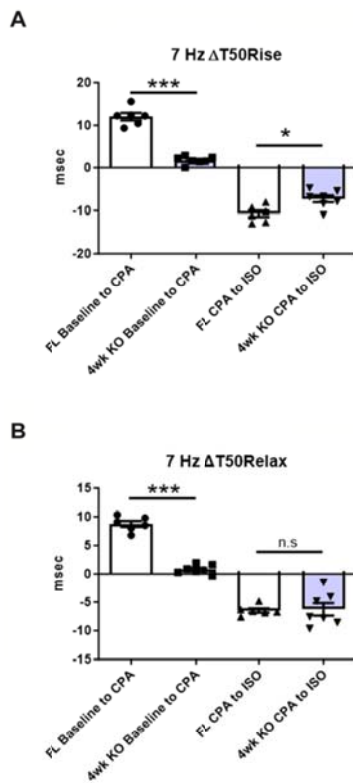 A
7 Hz ΔT50Rise
***
*
msec
20
10
0
-10
-20
FL Baseline to CPA
4wk KO Baseline to CPA
FL CPA to ISO
4wk KO CPA to ISO
B
7 Hz ΔT50Relax
***
n.s
msec
15
10
5
0
-5
-10
-15
FL Baseline to CPA
4wk KO Baseline to CPA
FL CPA to ISO
4wk KO CPA to ISO